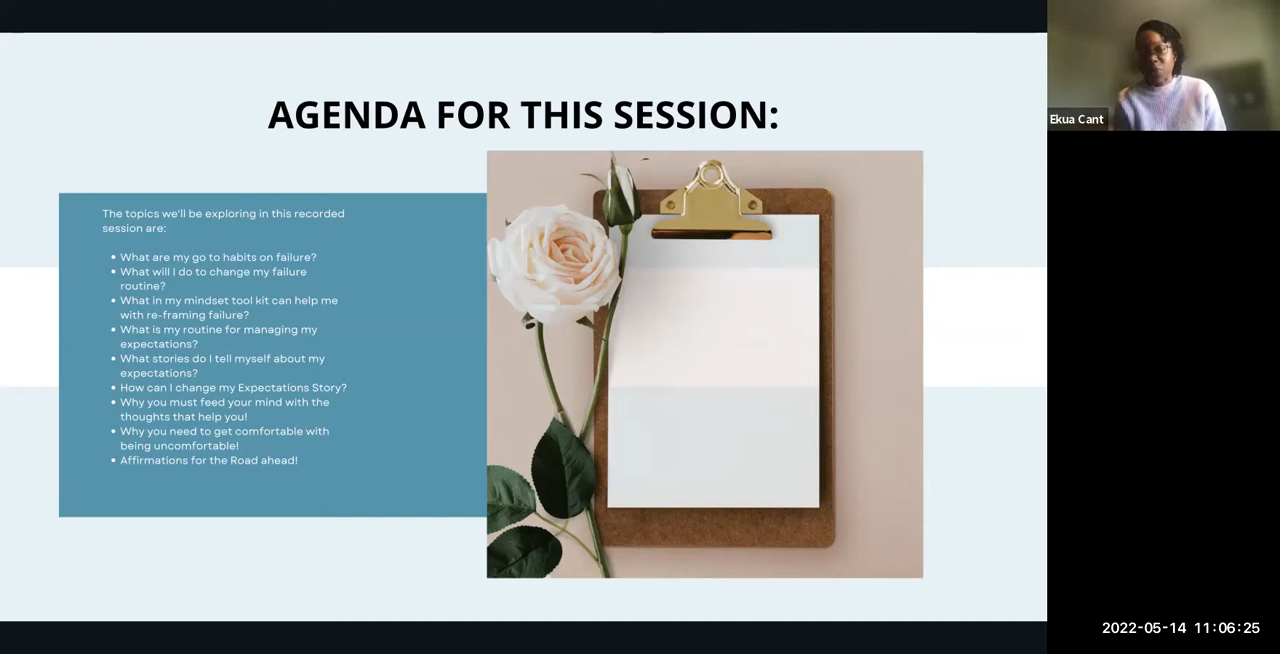 AGENDA FOR THIS SESSION:
The topics we'll be exploring in this recorded
session are:
• What are my go to habits on failure?
• What will I do to change my failure
routine?
• What in my mindset tool kit can help me
with re-framing failure?
• What is my routine for managing my
expectations?
• What stories do I tell myself about my
expectations?
• How can I change my Expectations Story?
• Why you must feed your mind with the
thoughts that help you!
• Why you need to get comfortable with
being uncomfortable!
• Affirmations for the Road ahead!
Ekua Cant
2022-05-14 11:06:25